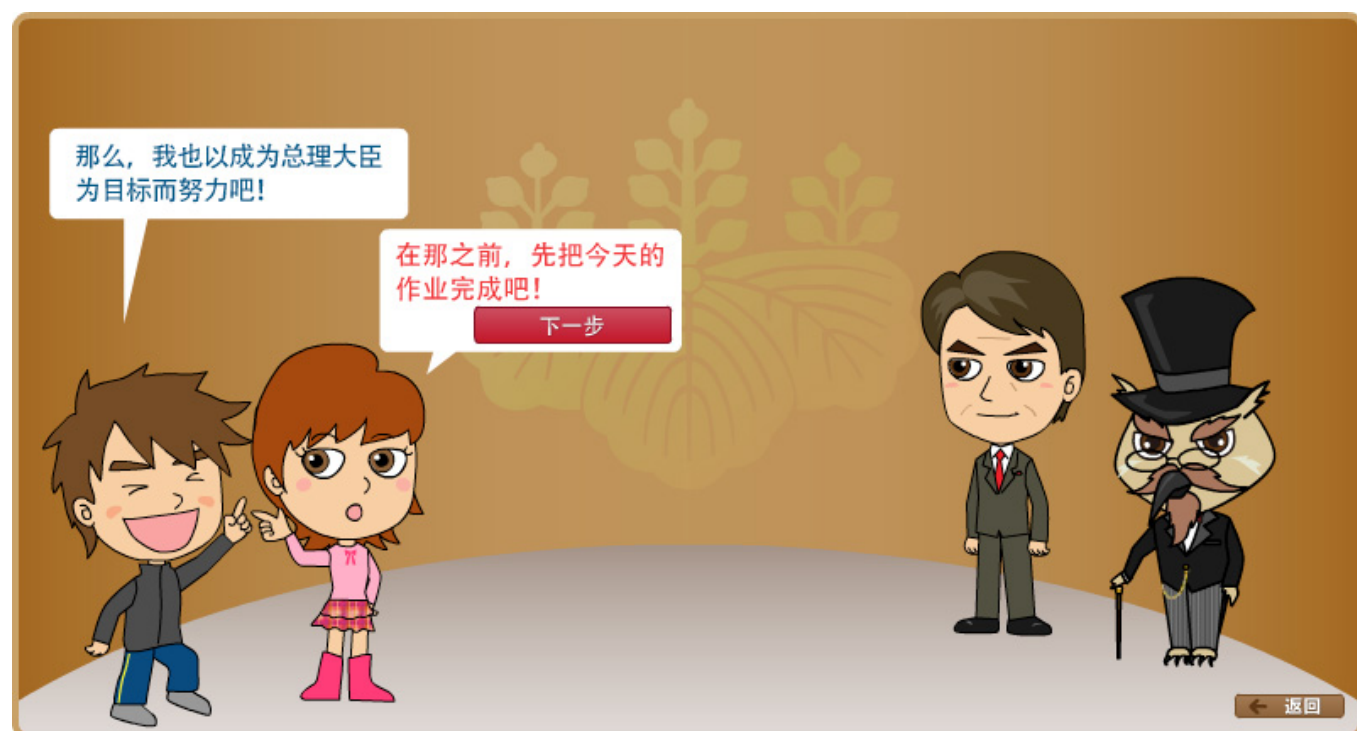 那么，我也以成为总理大臣
为目标而努力吧！
在那之前，先把今天的
作业完成吧！
下一步
返回